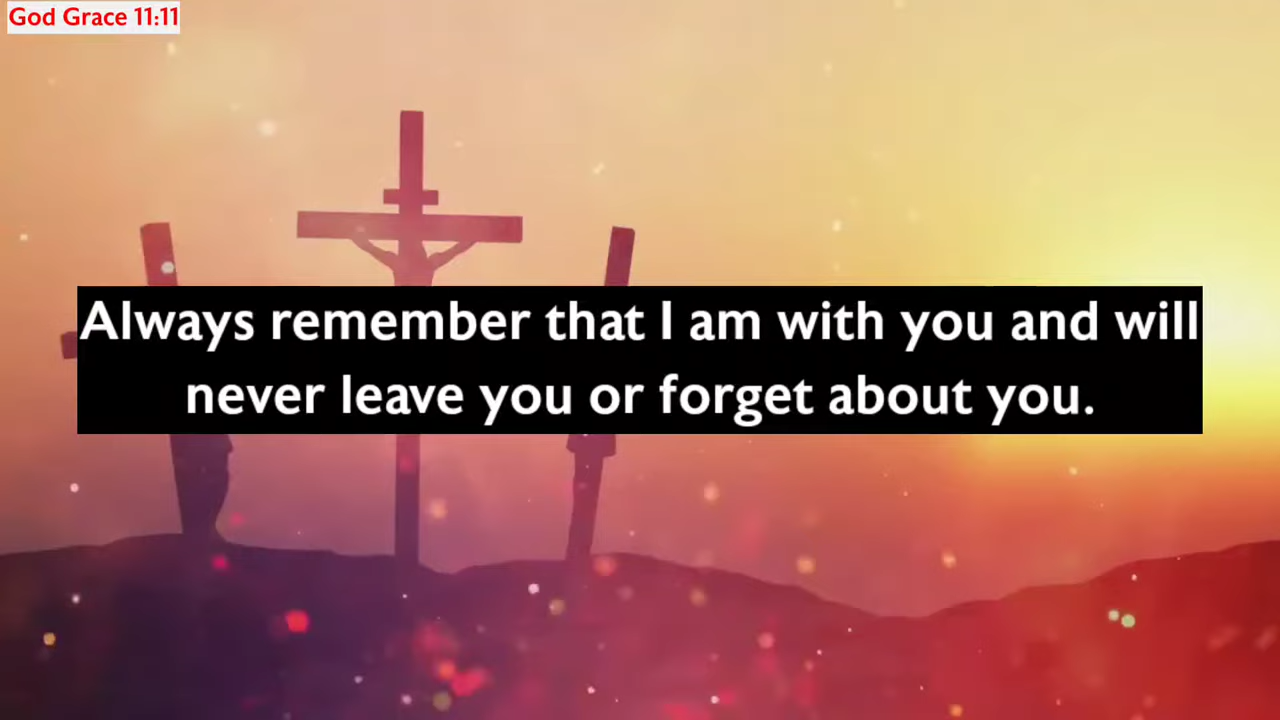 God Grace 11:11
Always remember that I am with you and will
never leave you or forget about you.